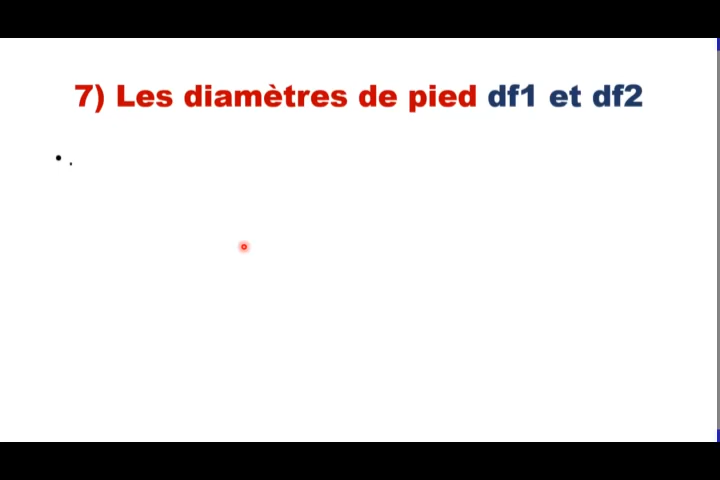 7) Les diamètres de pied df1 et df2
• .